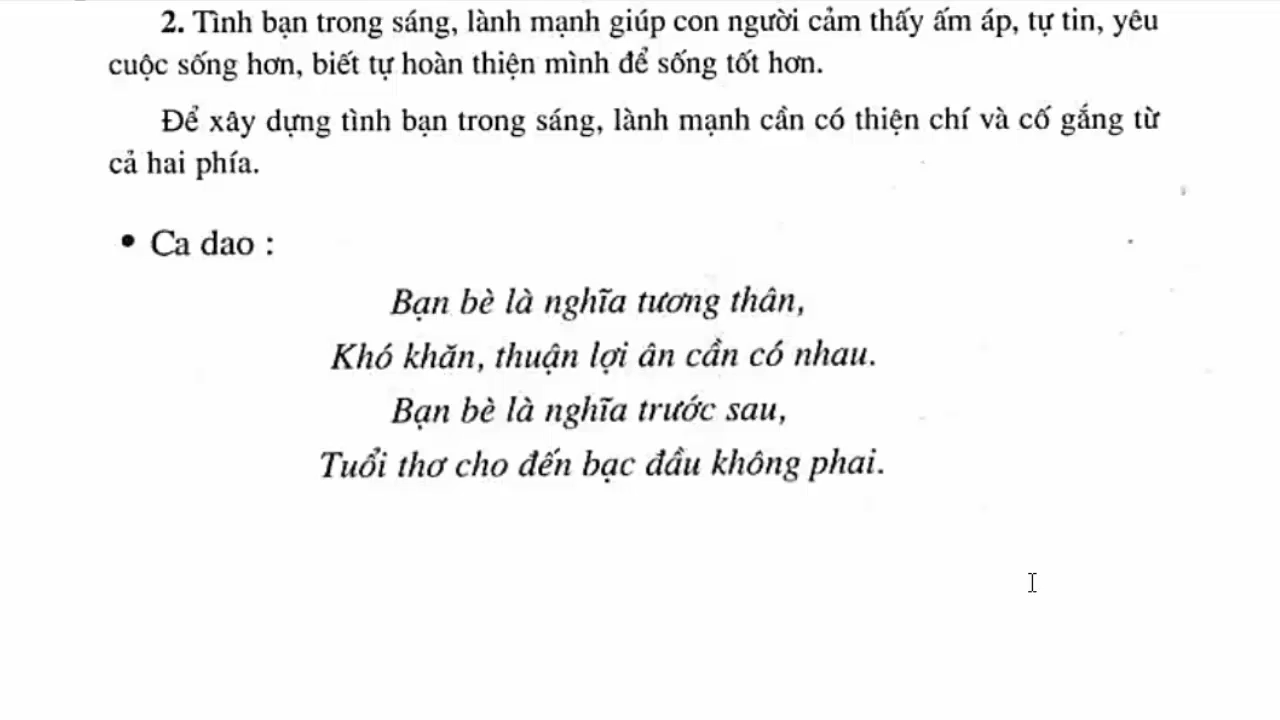 2. Tình bạn trong sáng, lành mạnh giúp con người cảm thấy ấm áp, tự tin, yêu
cuộc sống hơn, biết tự hoàn thiện mình để sống tốt hơn.
Để xây dựng tình bạn trong sáng, lành mạnh cần có thiện chí và cố gắng từ
cả hai phía.
• Ca dao :
Bạn bè là nghĩa tương thân,
Khó khăn, thuận lợi ân cần có nhau.
Bạn bè là nghĩa trước sau,
Tuổi thơ cho đến bạc đầu không phai.